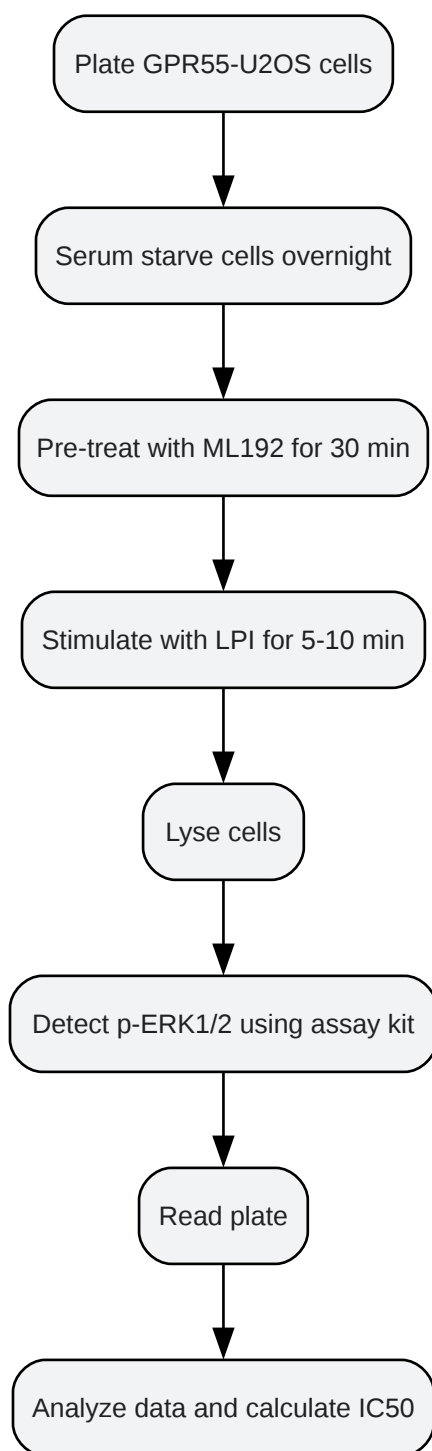 Plate GPR55-U2OS cells
Serum starve cells overnight
Pre-treat with ML192 for 30 min
Stimulate with LPI for 5-10 min
Lyse cells
Detect p-ERK1/2 using assay kit
Read plate
Analyze data and calculate IC50